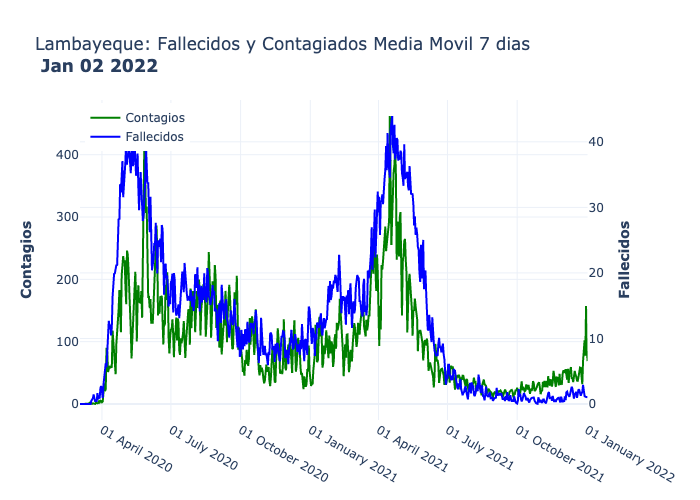 Lambayeque: Fallecidos y Contagiados Media Movil 7 dias
Jan 02 2022
Contagios
Fallecidos
400
300
200
100
0
40
30
20
10
0
Contagios
Fallecidos
01 April 2020
01 July 2020
01 October 2020
01 January 2021
01 April 2021
01 July 2021
01 October 2021
01 January 2022